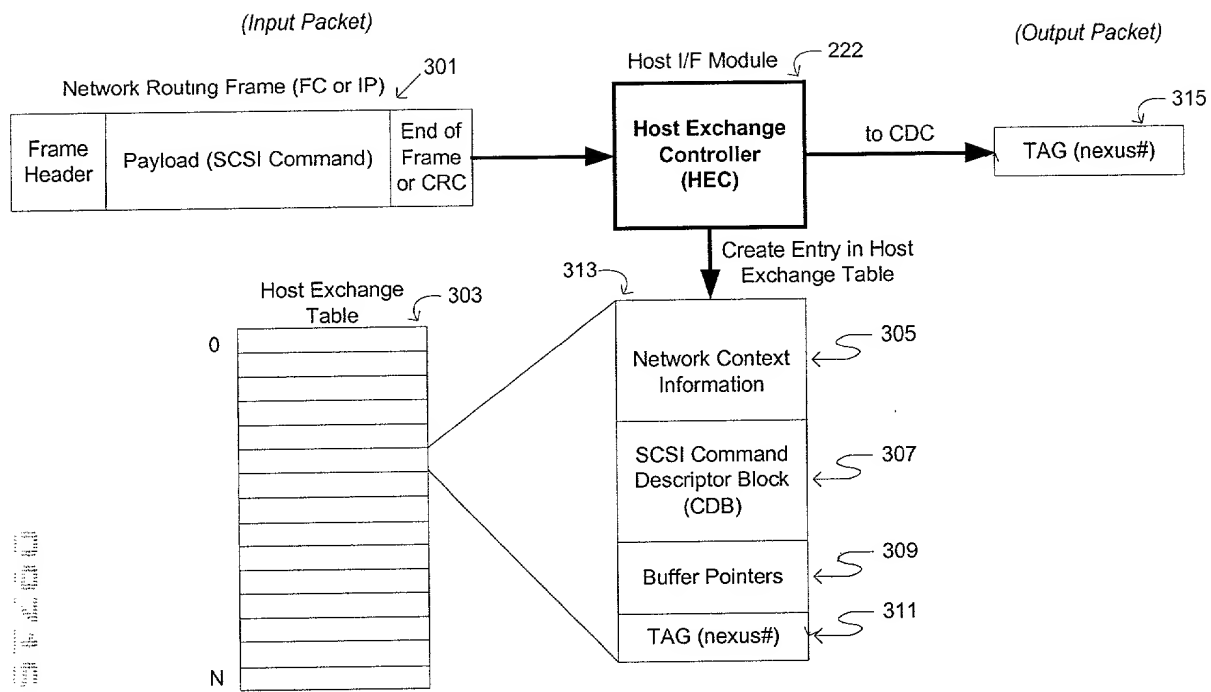 (Input Packet)
(Output Packet)
Host I/F Module
222
Network Routing Frame (FC or IP)
301
315
Frame
Header
Payload (SCSI Command)
End of
Frame
or CRC
Host Exchange
Controller
(HEC)
to CDC
TAG (nexus#)
Create Entry in Host
Exchange Table
313
Host Exchange
Table
303
0
N
Network Context
Information
305
SCSI Command
Descriptor Block
(CDB)
307
Buffer Pointers
309
TAG (nexus#)
311